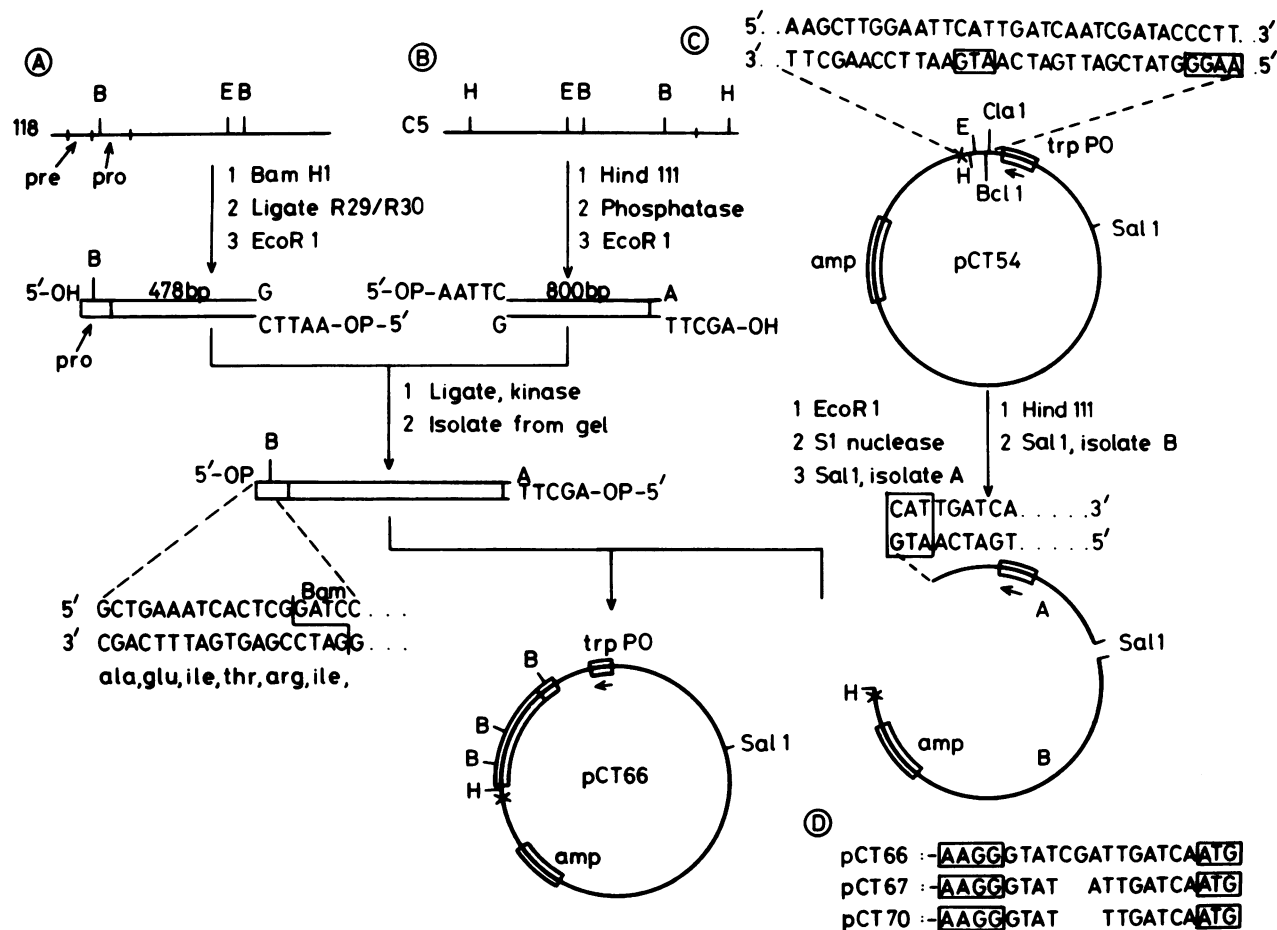 A
B
E B
118
pre
pro
1 Bam H1
2 Ligate R29/R30
3 EcoR 1
B
5′-OH
478bp
G
CTTAA-OP-5′
pro
B
H
E B
B
H
C5
1 Hind 111
2 Phosphatase
3 EcoR 1
5′-OP-AATTC
800bp
A
G
TTCGA-OH
1 Ligate, kinase
2 Isolate from gel
B
5′-OP
A
TTCGA-OP-5′
Bam
5′ GCTGAAATCACTCGGATCC . . .
3′ CGACTTTAGTGAGCCTAGG . . .
ala,glu,ile,thr,arg,ile,
trp PO
B
B
B
H
Sal 1
pCT66
amp
C
5′. . AAGCTTGGAATTCATTGATCAATCGATACCCTT. . 3′
3′. . TTCGAACCTTAAGTAACTAGTTAGCTATGGGAA . 5′
Cla 1
E
trp PO
H
Bcl 1
Sal 1
amp
pCT54
1 EcoR 1
2 S1 nuclease
3 Sal 1, isolate A
1 Hind 111
2 Sal 1, isolate B
CATTGATCA . . . . . 3′
GTAACTAGT . . . . . 5′
A
Sal 1
H
amp
B
D
pCT66 :-AAGGGTATCGATTGATCAATG
pCT67 :-AAGGGTAT ATTGATCAATG
pCT70 :-AAGGGTAT TTGATCAATG